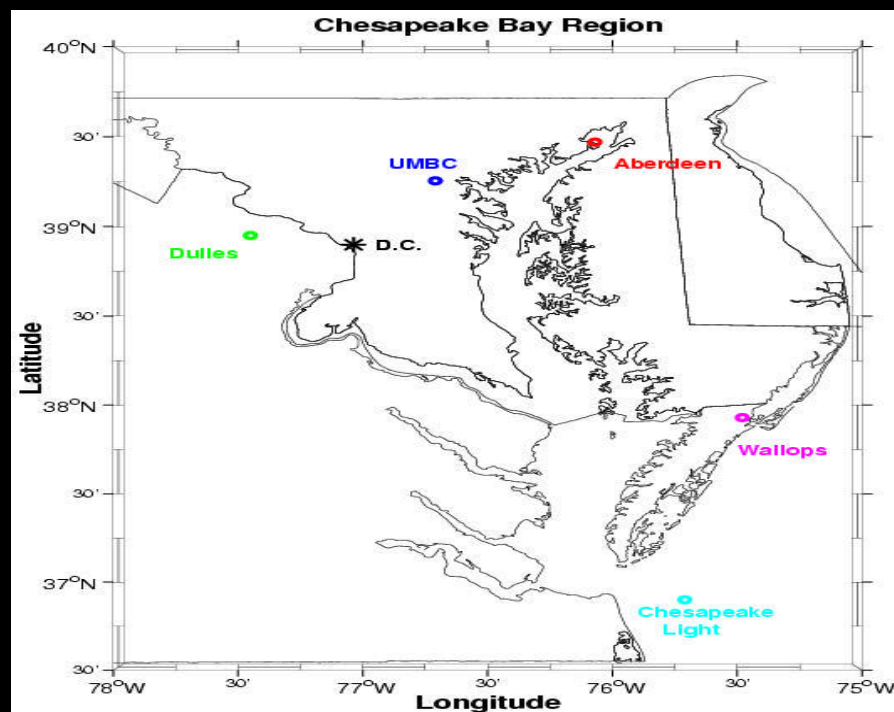 Chesapeake Bay Region
40°N
30'
UMBC
Aberdeen
39°N
D.C.
Dulles
30'
Latitude
38°N
Wallops
30'
37°N
Chesapeake
Light
30'
78°W
30'
77°W
30'
76°W
30'
75°W
Longitude